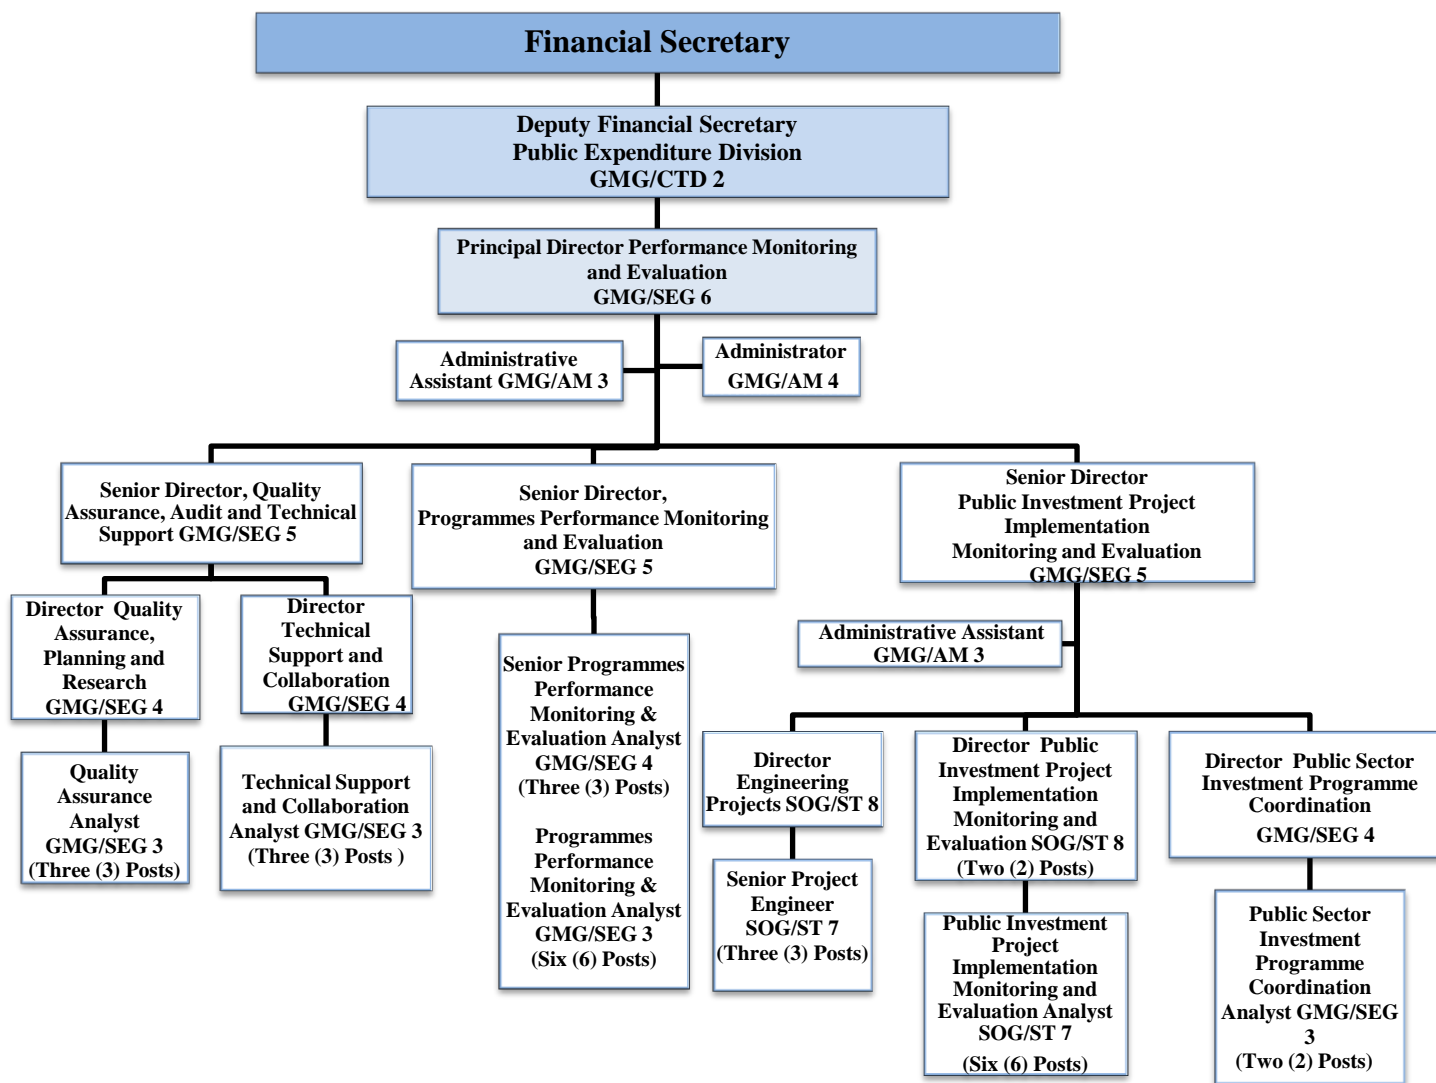 Financial Secretary
Deputy Financial Secretary
Public Expenditure Division
GMG/CTD 2
Principal Director Performance Monitoring
and Evaluation
GMG/SEG 6
Administrative
Assistant GMG/AM 3
Administrator
GMG/AM 4
Senior Director, Quality
Assurance, Audit and Technical
Support GMG/SEG 5
Senior Director,
Programmes Performance Monitoring
and Evaluation
GMG/SEG 5
Senior Director
Public Investment Project
Implementation
Monitoring and Evaluation
GMG/SEG 5
Director Quality
Assurance,
Planning and
Research
GMG/SEG 4
Director
Technical
Support and
Collaboration
GMG/SEG 4
Administrative Assistant
GMG/AM 3
Quality
Assurance
Analyst
GMG/SEG 3
(Three (3) Posts)
Technical Support
and Collaboration
Analyst GMG/SEG 3
(Three (3) Posts )
Senior Programmes
Performance
Monitoring &
Evaluation Analyst
GMG/SEG 4
(Three (3) Posts)
Programmes
Performance
Monitoring &
Evaluation Analyst
GMG/SEG 3
(Six (6) Posts)
Director
Engineering
Projects SOG/ST 8
Director Public
Investment Project
Implementation
Monitoring and
Evaluation SOG/ST 8
(Two (2) Posts)
Director Public Sector
Investment Programme
Coordination
GMG/SEG 4
Senior Project
Engineer
SOG/ST 7
(Three (3) Posts)
Public Investment
Project
Implementation
Monitoring and
Evaluation Analyst
SOG/ST 7
(Six (6) Posts)
Public Sector
Investment
Programme
Coordination
Analyst GMG/SEG
3
(Two (2) Posts)